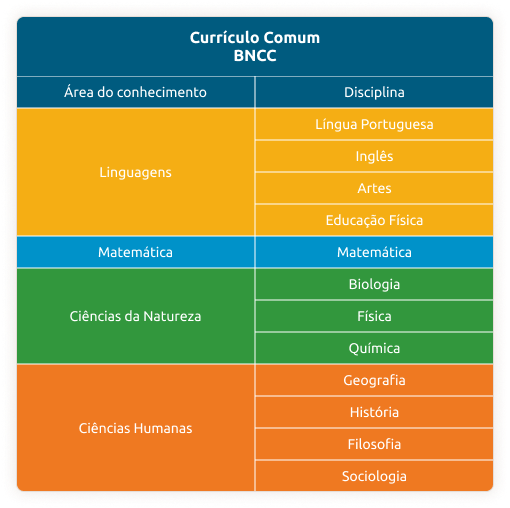 Currículo Comum
BNCC
Área do conhecimento
Disciplina
Linguagens
Língua Portuguesa
Inglês
Artes
Educação Física
Matemática
Matemática
Ciências da Natureza
Biologia
Física
Química
Ciências Humanas
Geografia
História
Filosofia
Sociologia